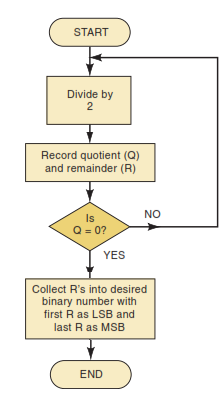 START
Divide by
2
Record quotient (Q)
and remainder (R)
Is
Q = 0?
NO
YES
Collect R's into desired
binary number with
first R as LSB and
last R as MSB
END